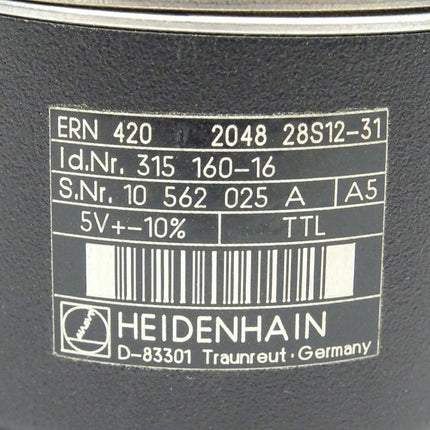 ERN 420 2048 28S12-31
Id.Nr. 315 160-16
S.Nr. 10 562 025 A A5
5V+-10% TTL
HEIDENHAIN
D-83301 Traunreut · Germany